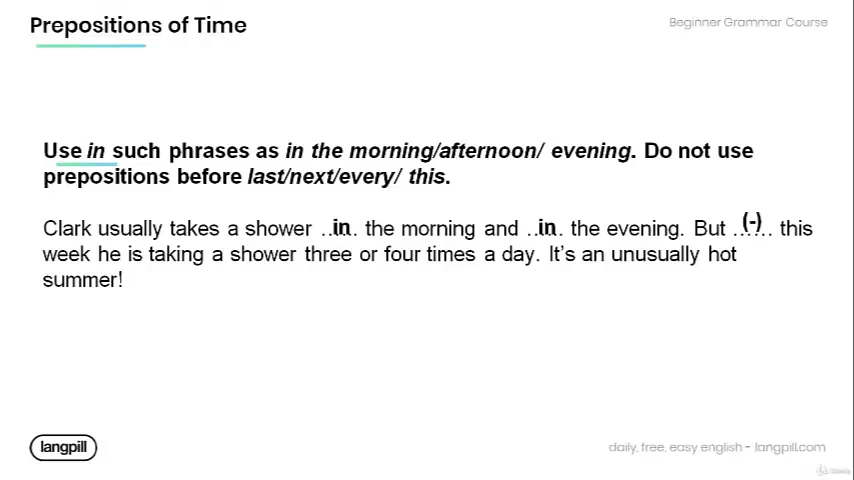 Prepositions of Time
Beginner Grammar Course
Use in such phrases as in the morning/afternoon/ evening. Do not use
prepositions before last/next/every/ this.
Clark usually takes a shower ..in. the morning and ..in. the evening. But ..(-).. this
week he is taking a shower three or four times a day. It’s an unusually hot
summer!
langpill
daily, free, easy english - langpill.com